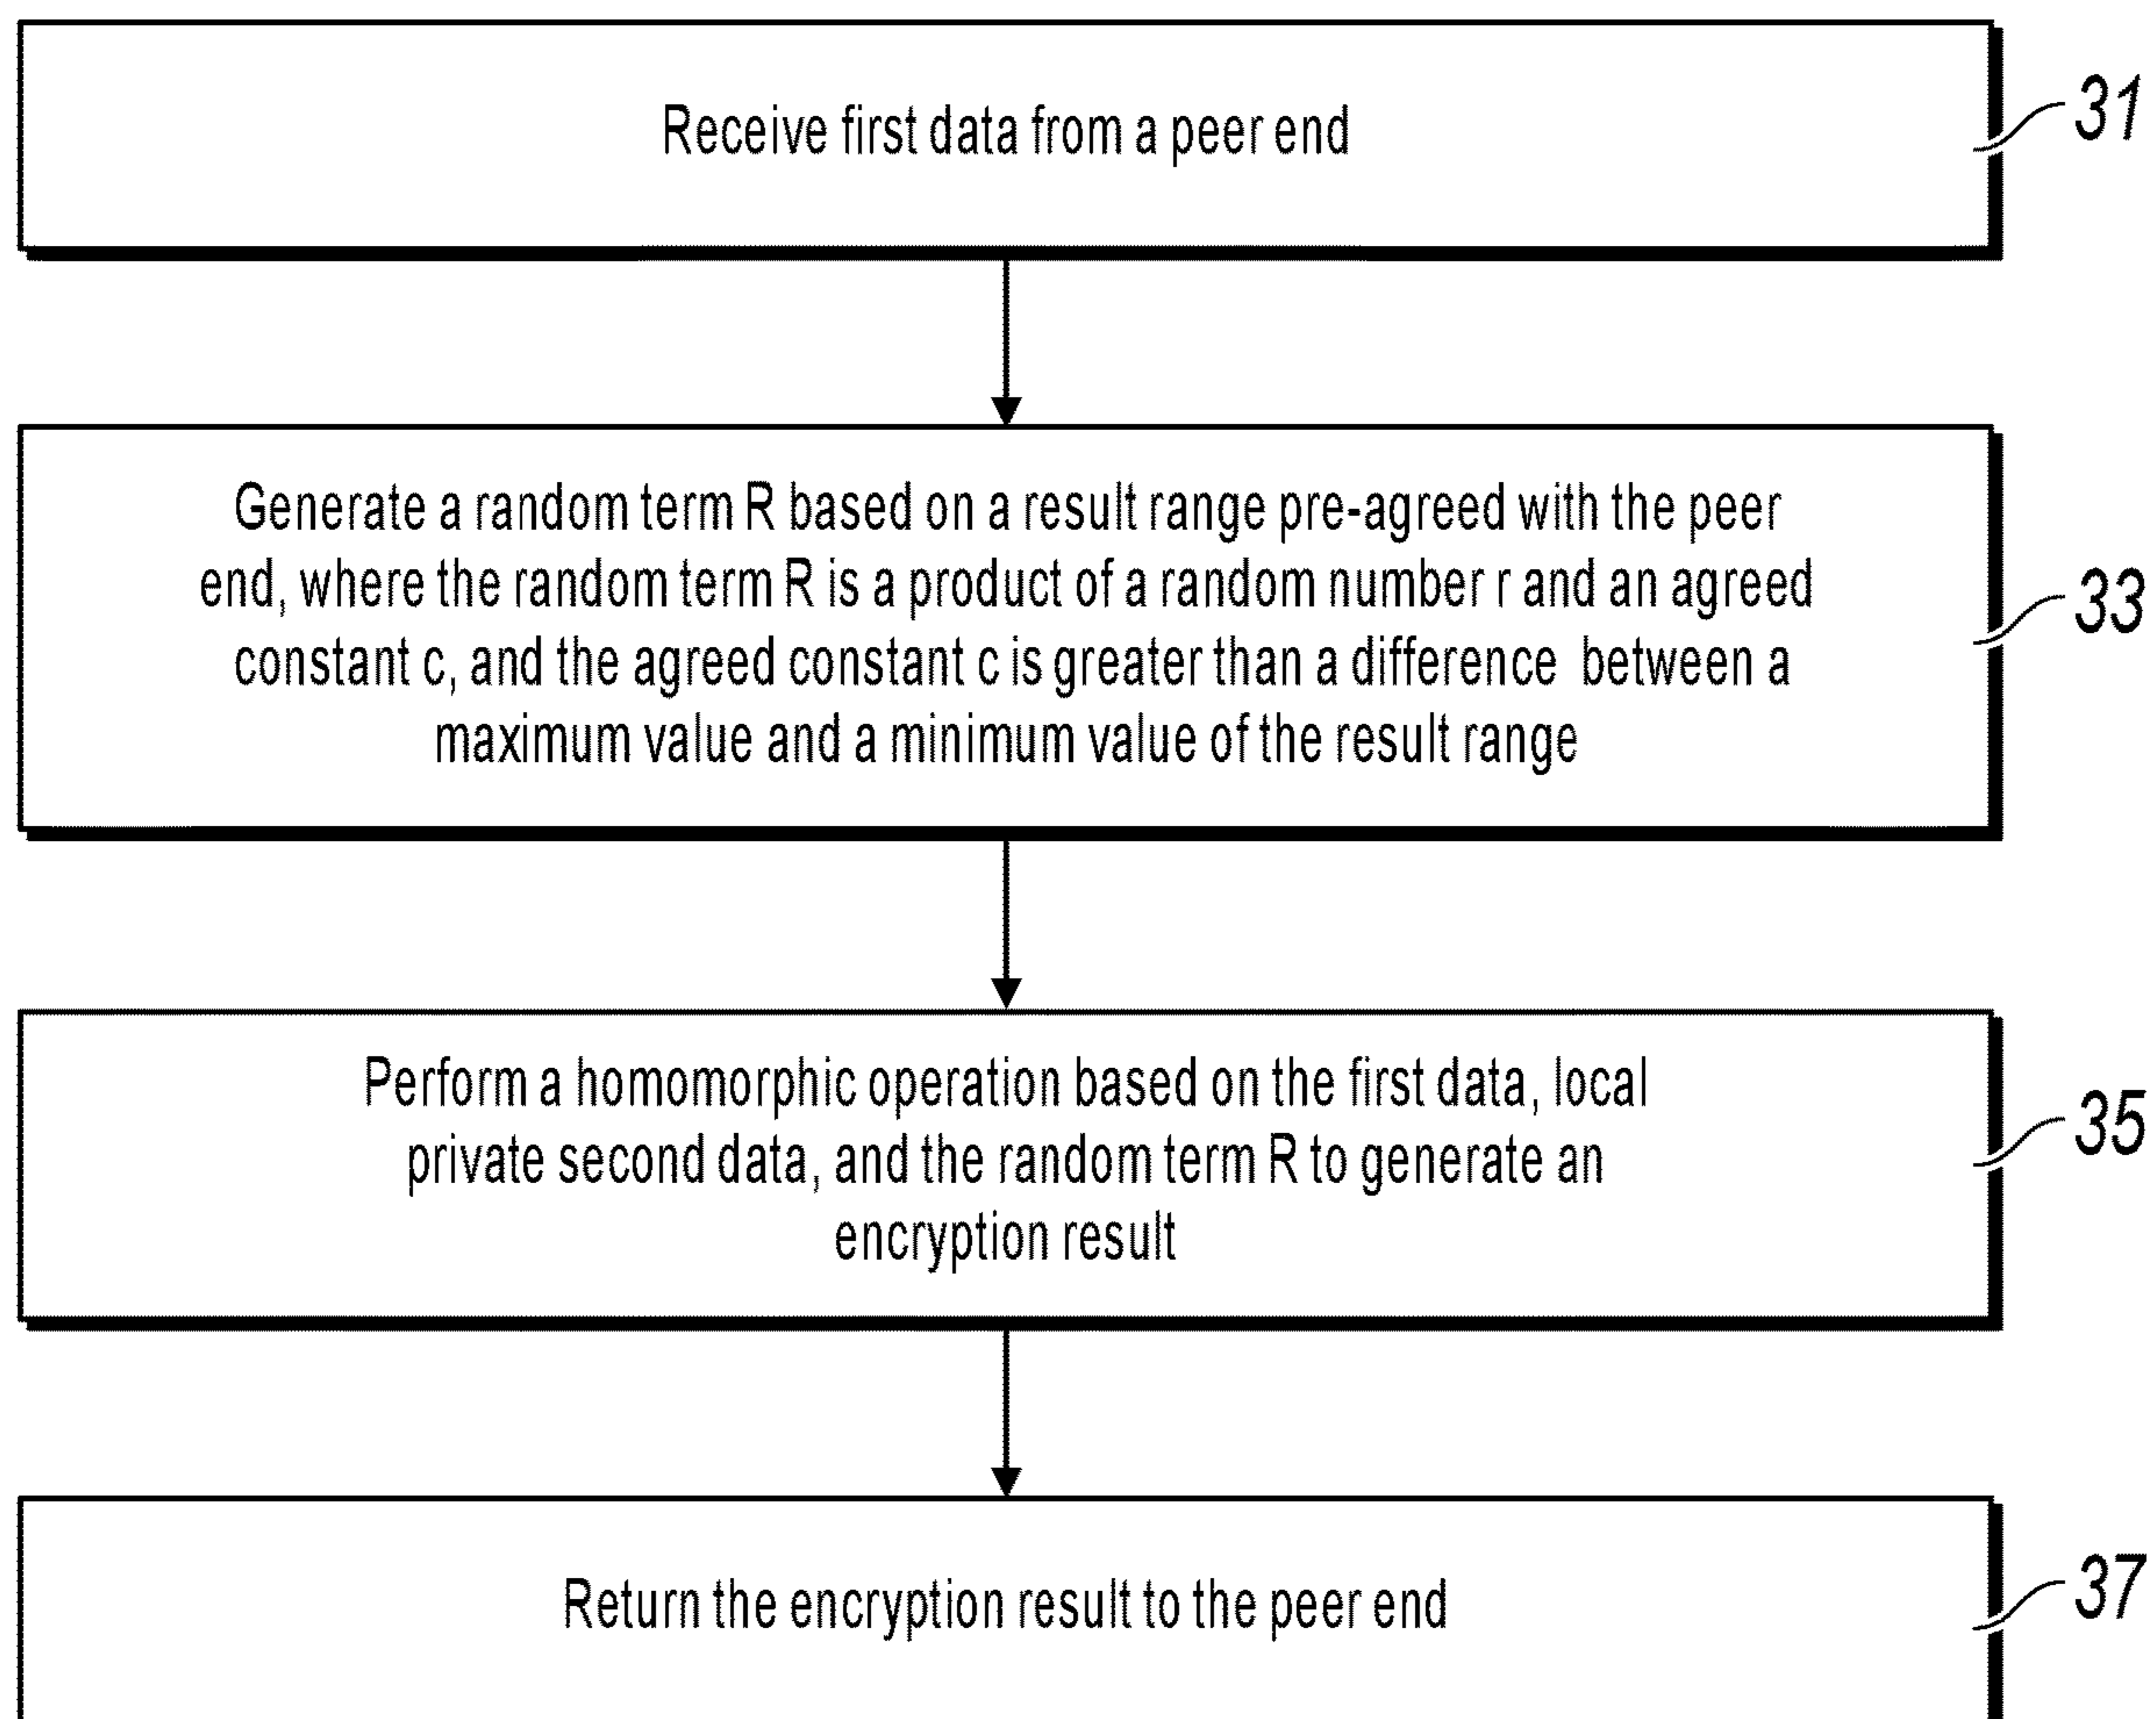 Receive first data from a peer end
31
Generate a random term R based on a result range pre-agreed with the peer
end, where the random term R is a product of a random number r and an agreed
constant c, and the agreed constant c is greater than a difference between a
maximum value and a minimum value of the result range
33
Perform a homomorphic operation based on the first data, local
private second data, and the random term R to generate an
encryption result
35
Return the encryption result to the peer end
37